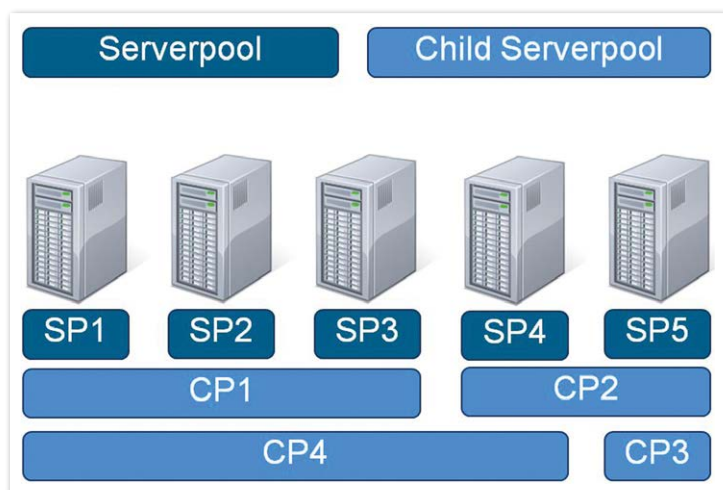 Serverpool
Child Serverpool
SP1
SP2
SP3
SP4
SP5
CP1
CP2
CP4
CP3